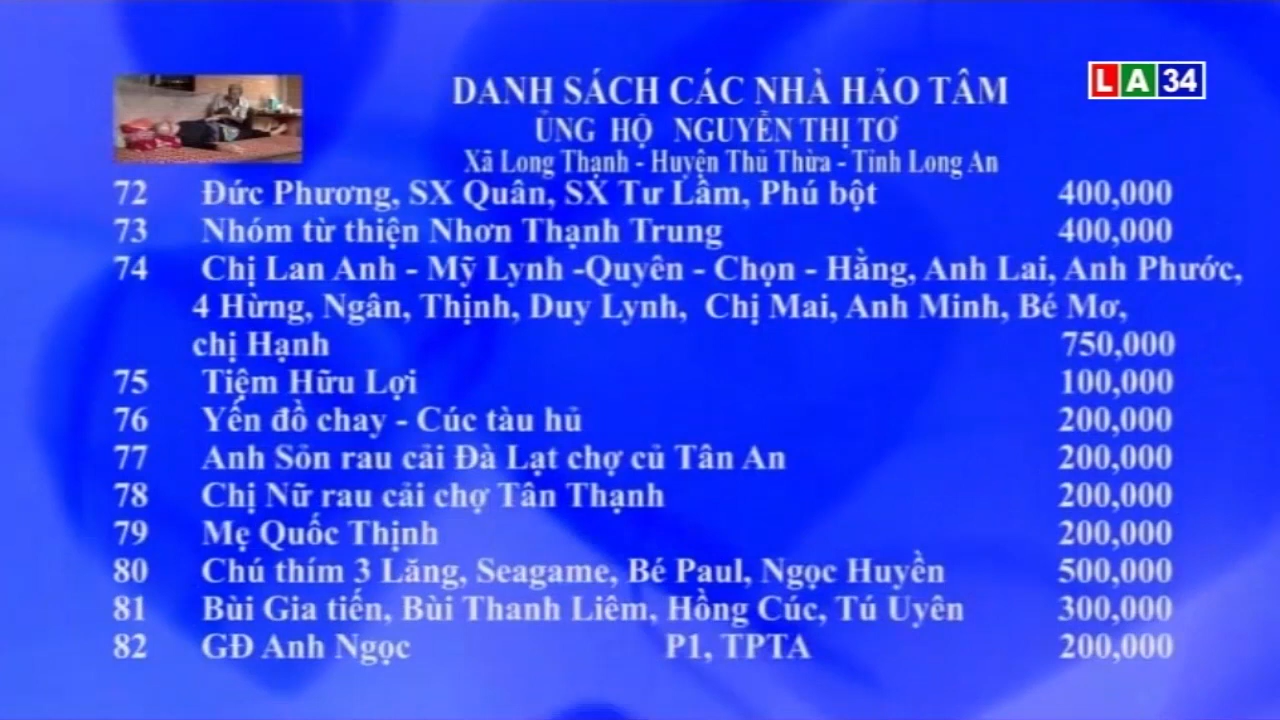 DANH SÁCH CÁC NHÀ HẢO TÂM
LA34
ỦNG HỘ NGUYỄN THỊ TƠ
Xã Long Thạnh - Huyện Thủ Thừa - Tỉnh Long An
72 Đức Phương, SX Quân, SX Tư Lầm, Phú bột 400,000
73 Nhóm từ thiện Nhơn Thạnh Trung 400,000
74 Chị Lan Anh - Mỹ Lynh -Quyên - Chọn - Hằng, Anh Lai, Anh Phước,
4 Hừng, Ngân, Thịnh, Duy Lynh, Chị Mai, Anh Minh, Bé Mơ,
chị Hạnh 750,000
75 Tiệm Hữu Lợi 100,000
76 Yến đồ chay - Cúc tàu hủ 200,000
77 Anh Sỏn rau cải Đà Lạt chợ củ Tân An 200,000
78 Chị Nữ rau cải chợ Tân Thạnh 200,000
79 Mẹ Quốc Thịnh 200,000
80 Chú thím 3 Lăng, Seagame, Bé Paul, Ngọc Huyền 500,000
81 Bùi Gia tiến, Bùi Thanh Liêm, Hồng Cúc, Tú Uyên 300,000
82 GĐ Anh Ngọc P1, TPTA 200,000